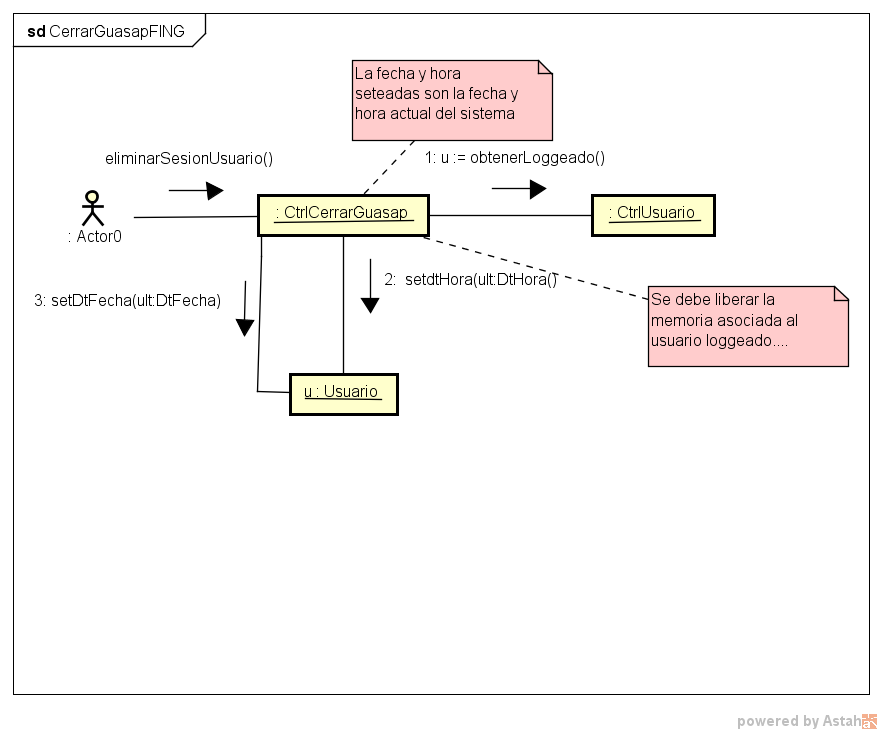 sd CerrarGuasapFING
La fecha y hora
seteadas son la fecha y
hora actual del sistema
eliminarSesionUsuario()
1: u := obtenerLoggeado()
: CtrlCerrarGuasap
: CtrlUsuario
: Actor0
2:  setdtHora(ult:DtHora()
3: setDtFecha(ult:DtFecha)
Se debe liberar la
memoria asociada al
usuario loggeado....
u : Usuario
powered by Astah